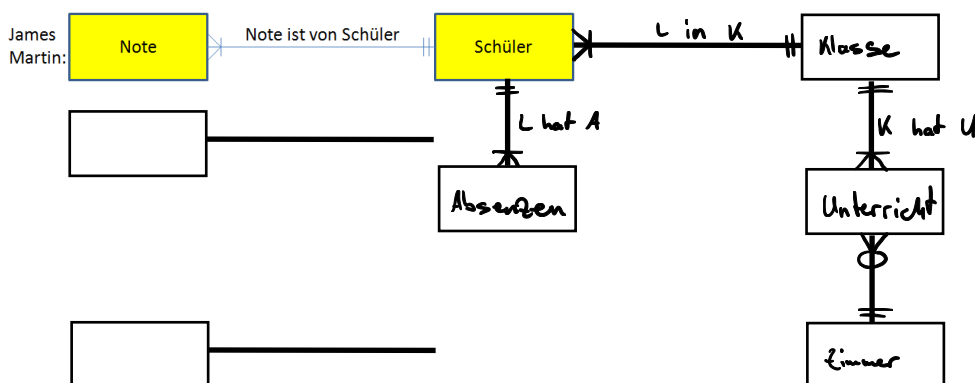 James
Martin:
Note
Note ist von Schüler
Schüler
L in K
Klasse
L hat A
K hat U
Absenzen
Unterricht
Zimmer